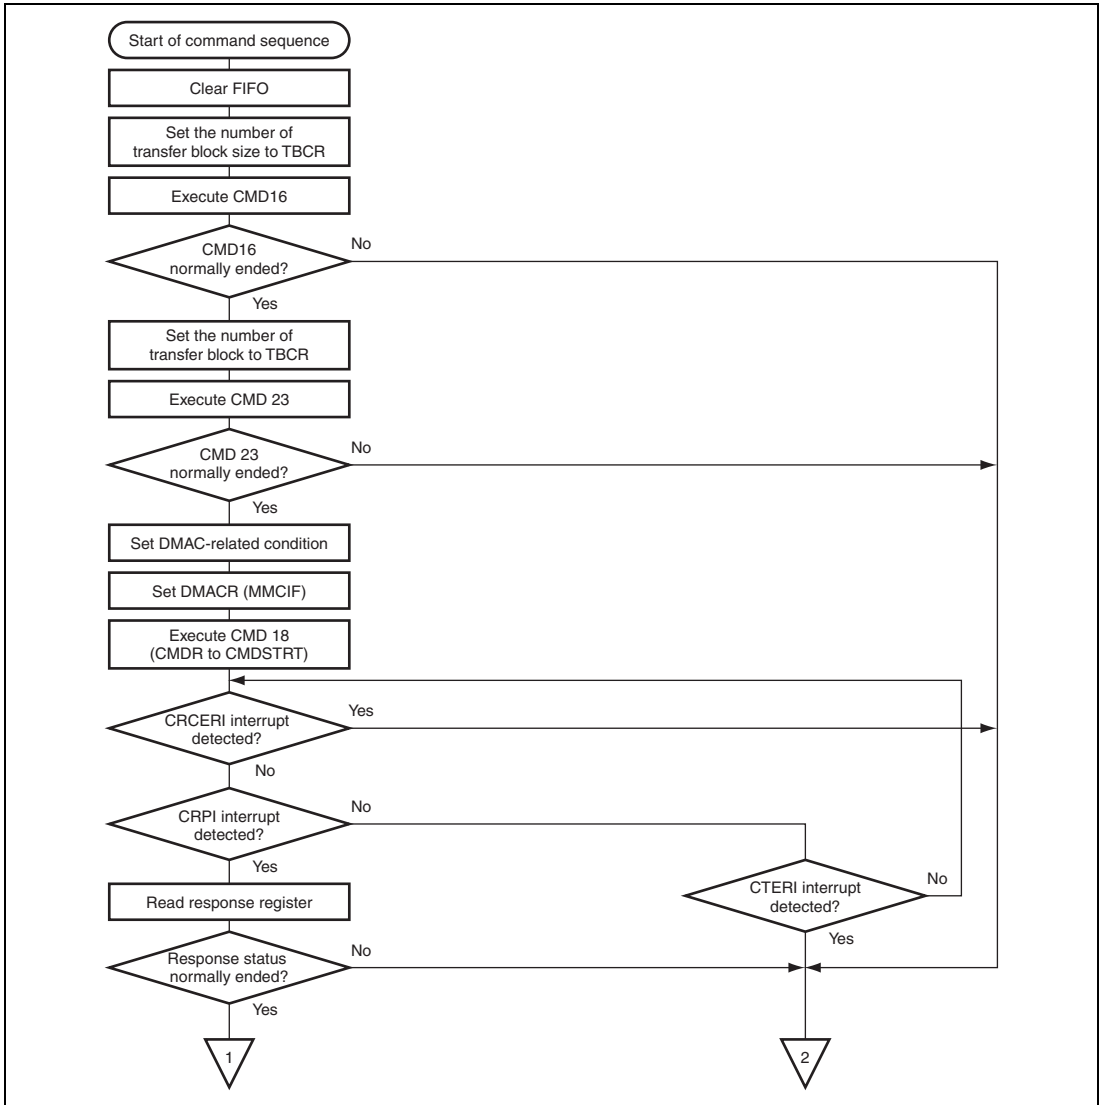 Start of command sequence
Clear FIFO
Set the number of
transfer block size to TBCR
Execute CMD16
CMD16
normally ended?
No
Yes
Set the number of
transfer block to TBCR
Execute CMD 23
CMD 23
normally ended?
No
Yes
Set DMAC-related condition
Set DMACR (MMCIF)
Execute CMD 18
(CMDR to CMDSTRT)
CRCERI interrupt
detected?
Yes
No
CRPI interrupt
detected?
No
Yes
CTERI interrupt
detected?
No
Yes
Read response register
Response status
normally ended?
No
Yes
1
2